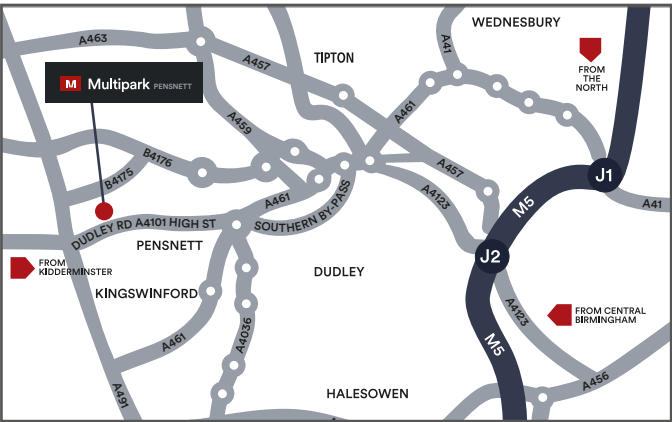 WEDNESBURY
A463
A41
A457
TIPTON
FROM
THE
NORTH
M Multipark PENSNETT
A461
A459
B4176
B4175
A457
J1
A461
A4123
SOUTHERN BY-PASS
M5
A41
DUDLEY RD A4101 HIGH ST
PENSNETT
J2
FROM
KIDDERMINSTER
DUDLEY
KINGSWINFORD
A4123
FROM CENTRAL
BIRMINGHAM
A461
A4036
M5
A456
A491
HALESOWEN